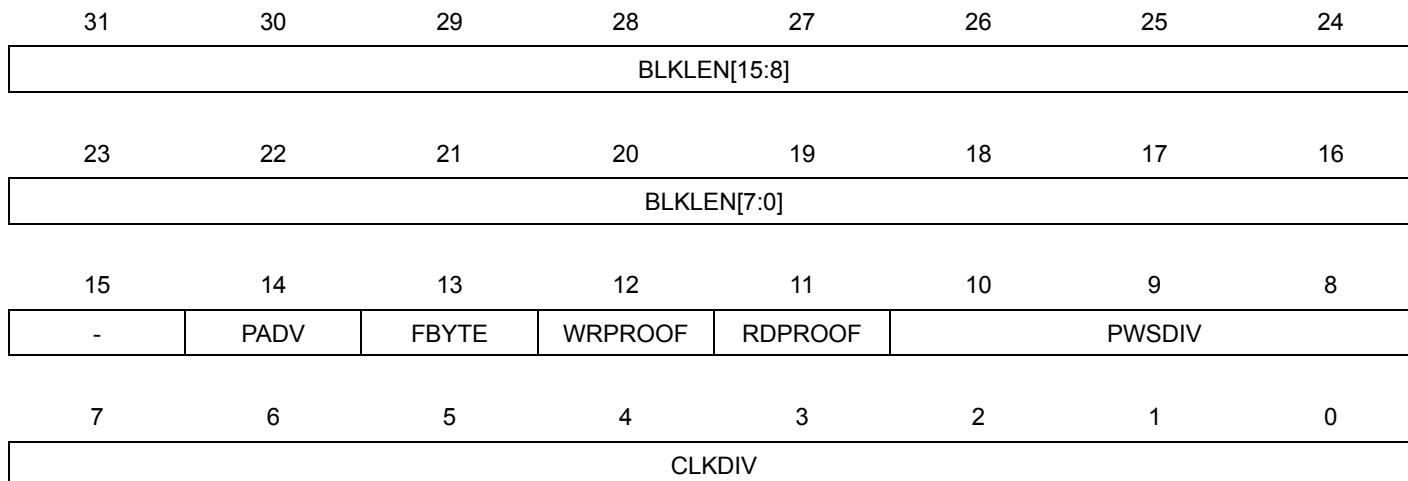 31 30 29 28 27 26 25 24
BLKLEN[15:8]
23 22 21 20 19 18 17 16
BLKLEN[7:0]
15 14 13 12 11 10 9 8
- PADV FBYTE WRPROOF RDPROOF PWSDIV
7 6 5 4 3 2 1 0
CLKDIV